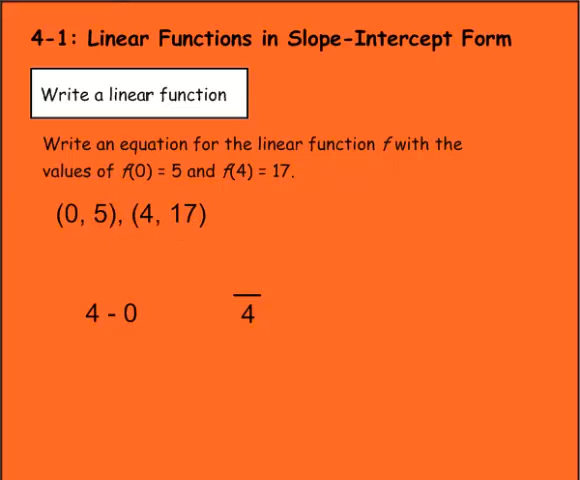 4-1: Linear Functions in Slope-Intercept Form
Write a linear function
Write an equation for the linear function f with the
values of f(0) = 5 and f(4) = 17.
(0, 5), (4, 17)
4 - 0 4